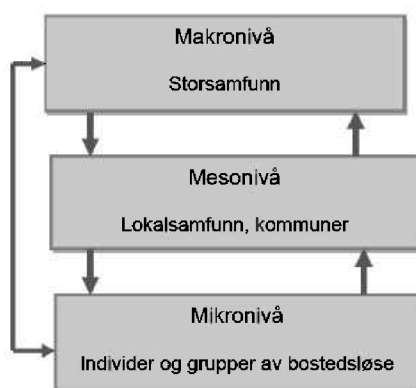 Makronivå
Storsamfunn
Mesonivå
Lokalsamfunn, kommuner
Mikronivå
Individer og grupper av bostedsløse